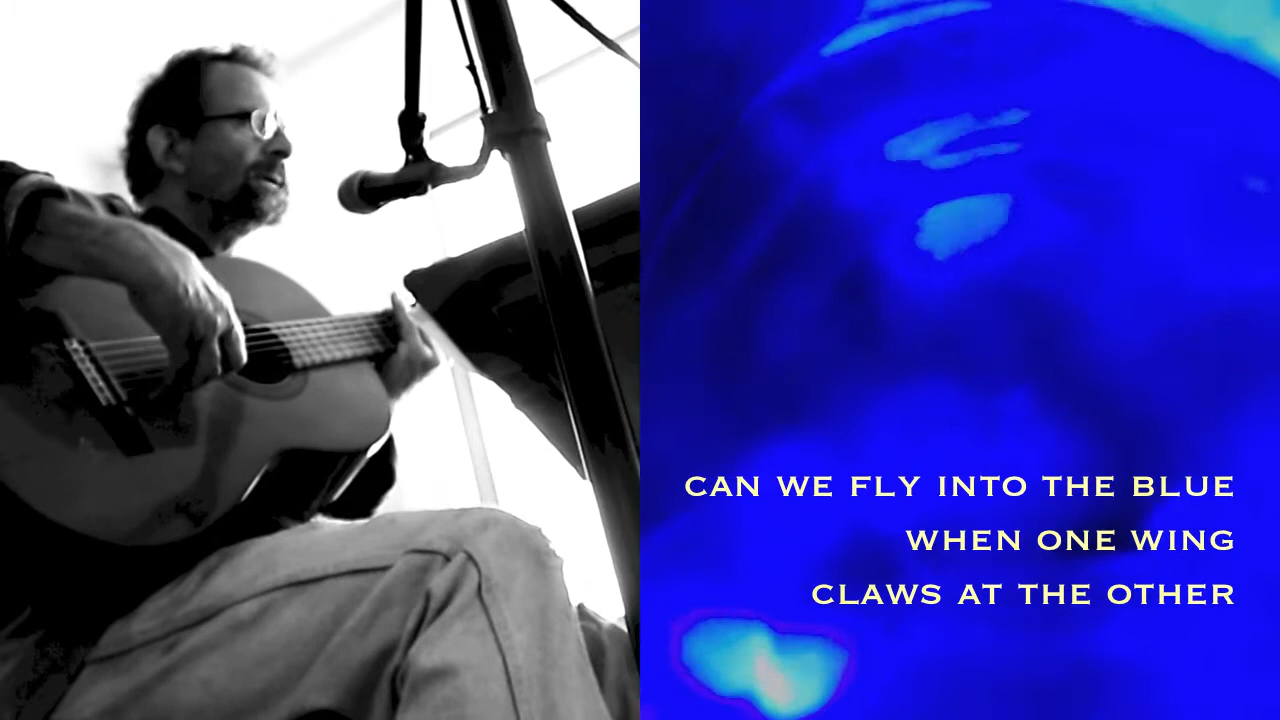 CAN WE FLY INTO THE BLUE
WHEN ONE WING
CLAWS AT THE OTHER